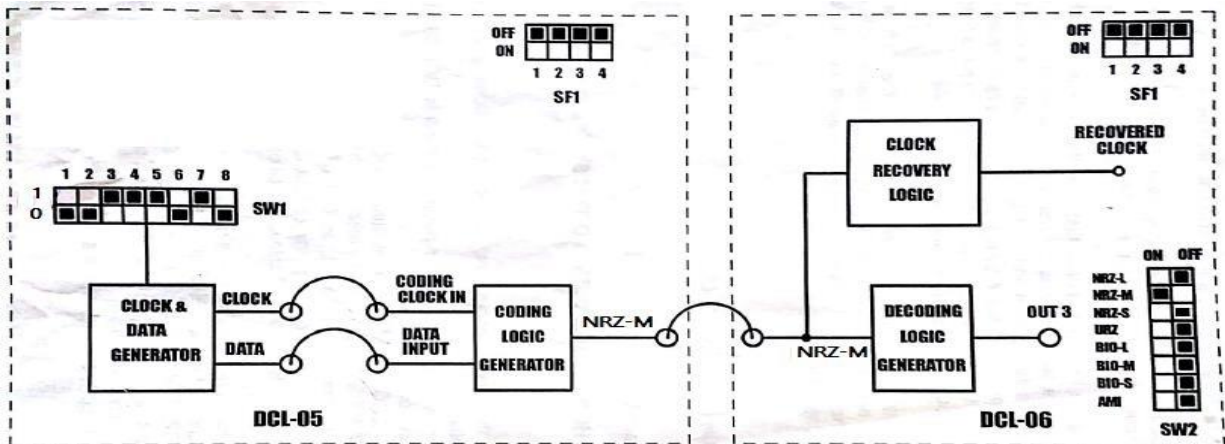 OFF
ON
1 2 3 4
SF1
1 2 3 4 5 6 7 8
1
0
SW1
CLOCK &
DATA
GENERATOR
CLOCK
DATA
CODING
CLOCK IN
DATA
INPUT
CODING
LOGIC
GENERATOR
NRZ-M
DCL-05
OFF
ON
1 2 3 4
SF1
CLOCK
RECOVERY
LOGIC
RECOVERED
CLOCK
NRZ-M
DECODING
LOGIC
GENERATOR
OUT 3
DCL-06
ON OFF
NRZ-L
NRZ-M
NRZ-S
URZ
BIO-L
BIO-M
BIO-S
AMI
SW2